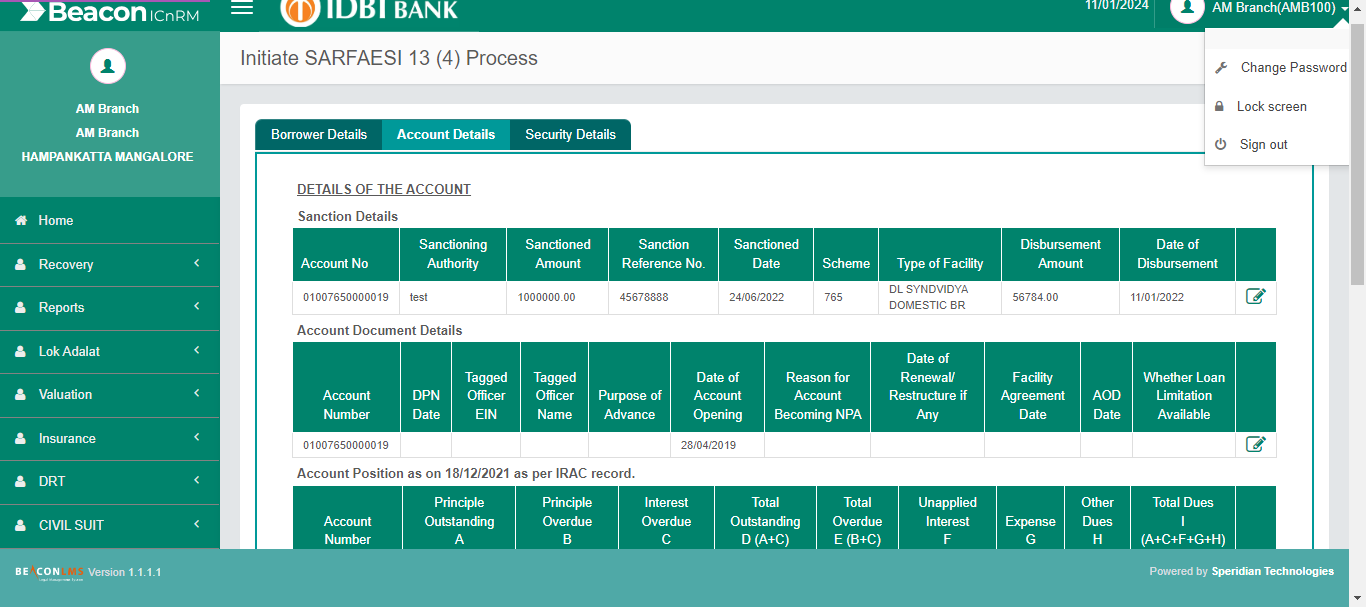 Beacon ICnRM
IDBI BANK
11/01/2024
AM Branch(AMB100)
Change Password
Lock screen
Sign out
AM Branch
AM Branch
HAMPANKATTA MANGALORE
Home
Recovery
Reports
Lok Adalat
Valuation
Insurance
DRT
CIVIL SUIT
Initiate SARFAESI 13 (4) Process
Borrower Details Account Details Security Details
DETAILS OF THE ACCOUNT
Sanction Details
Account No Sanctioning Authority Sanctioned Amount Sanction Reference No. Sanctioned Date Scheme Type of Facility Disbursement Amount Date of Disbursement
01007650000019 test 1000000.00 45678888 24/06/2022 765 DL SYNDVIDYA DOMESTIC BR 56784.00 11/01/2022
Account Document Details
Account Number DPN Date Tagged Officer EIN Tagged Officer Name Purpose of Advance Date of Account Opening Reason for Account Becoming NPA Date of Renewal/ Restructure if Any Facility Agreement Date AOD Date Whether Loan Limitation Available
01007650000019 28/04/2019
Account Position as on 18/12/2021 as per IRAC record.
Account Number Principle Outstanding A Principle Overdue B Interest Overdue C Total Outstanding D (A+C) Total Overdue E (B+C) Unapplied Interest F Expense G Other Dues H Total Dues I (A+C+F+G+H)
BEACON LMS Version 1.1.1.1
Powered by Speridian Technologies